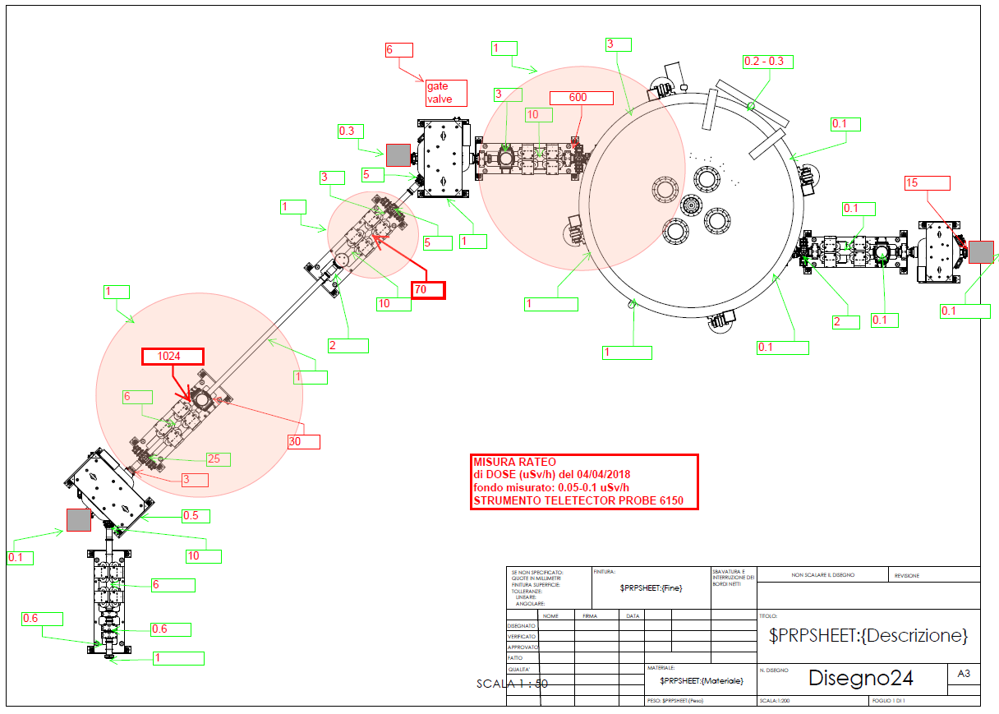 6
1
3
0.2 - 0.3
gate
valve
3
600
10
0.1
0.3
3
5
15
1
0.1
5
1
70
10
1
0.1
2
0.1
1
2
1
0.1
1024
1
6
30
25
3
MISURA RATEO
di DOSE (uSv/h) del 04/04/2018
fondo misurato: 0.05-0.1 uSv/h
STRUMENTO TELETECTOR PROBE 6150
0.5
0.1
10
6
0.6
0.6
1
SE NON SPECIFICATO:
QUOTE IN MILLIMETRI
FINITURA SUPERFICIE:
TOLLERANZE:
LINEARE:
ANGOLARE:
FINITURA:
$PRPSHEET:{Fine}
SBAVATURA E
INTERRUZIONE DEI
BORDI NETTI
NON SCALARE IL DISEGNO
REVISIONE
NOME
FIRMA
DATA
DISEGNATO
VERIFICATO
APPROVATO
FATTO
QUALITA'
TITOLO:
$PRPSHEET:{Descrizione}
MATERIALE:
$PRPSHEET:{Materiale}
N. DISEGNO
Disegno24
A3
SCALA 1 : 50
PESO: $PRPSHEET:{Peso}
SCALA:1:200
FOGLIO 1 DI 1
1
0.1